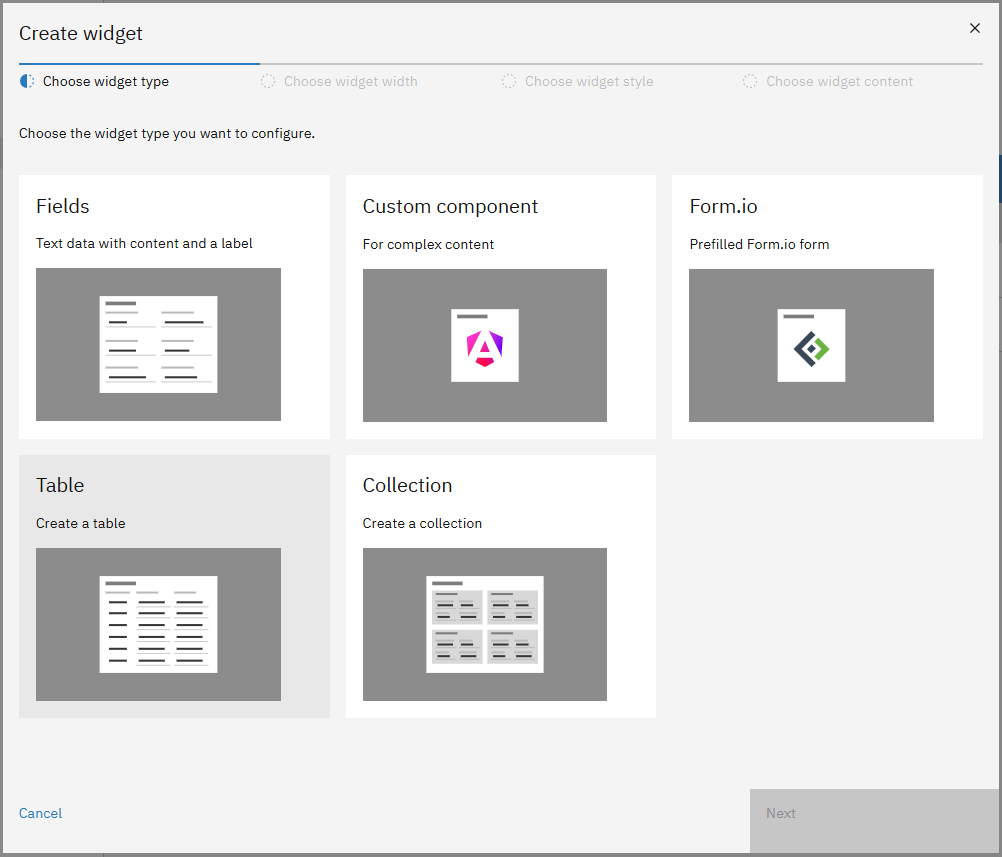 Create widget
Choose widget type
Choose widget width
Choose widget style
Choose widget content
Choose the widget type you want to configure.
Fields
Text data with content and a label
Custom component
For complex content
Form.io
Prefilled Form.io form
Table
Create a table
Collection
Create a collection
Cancel
Next